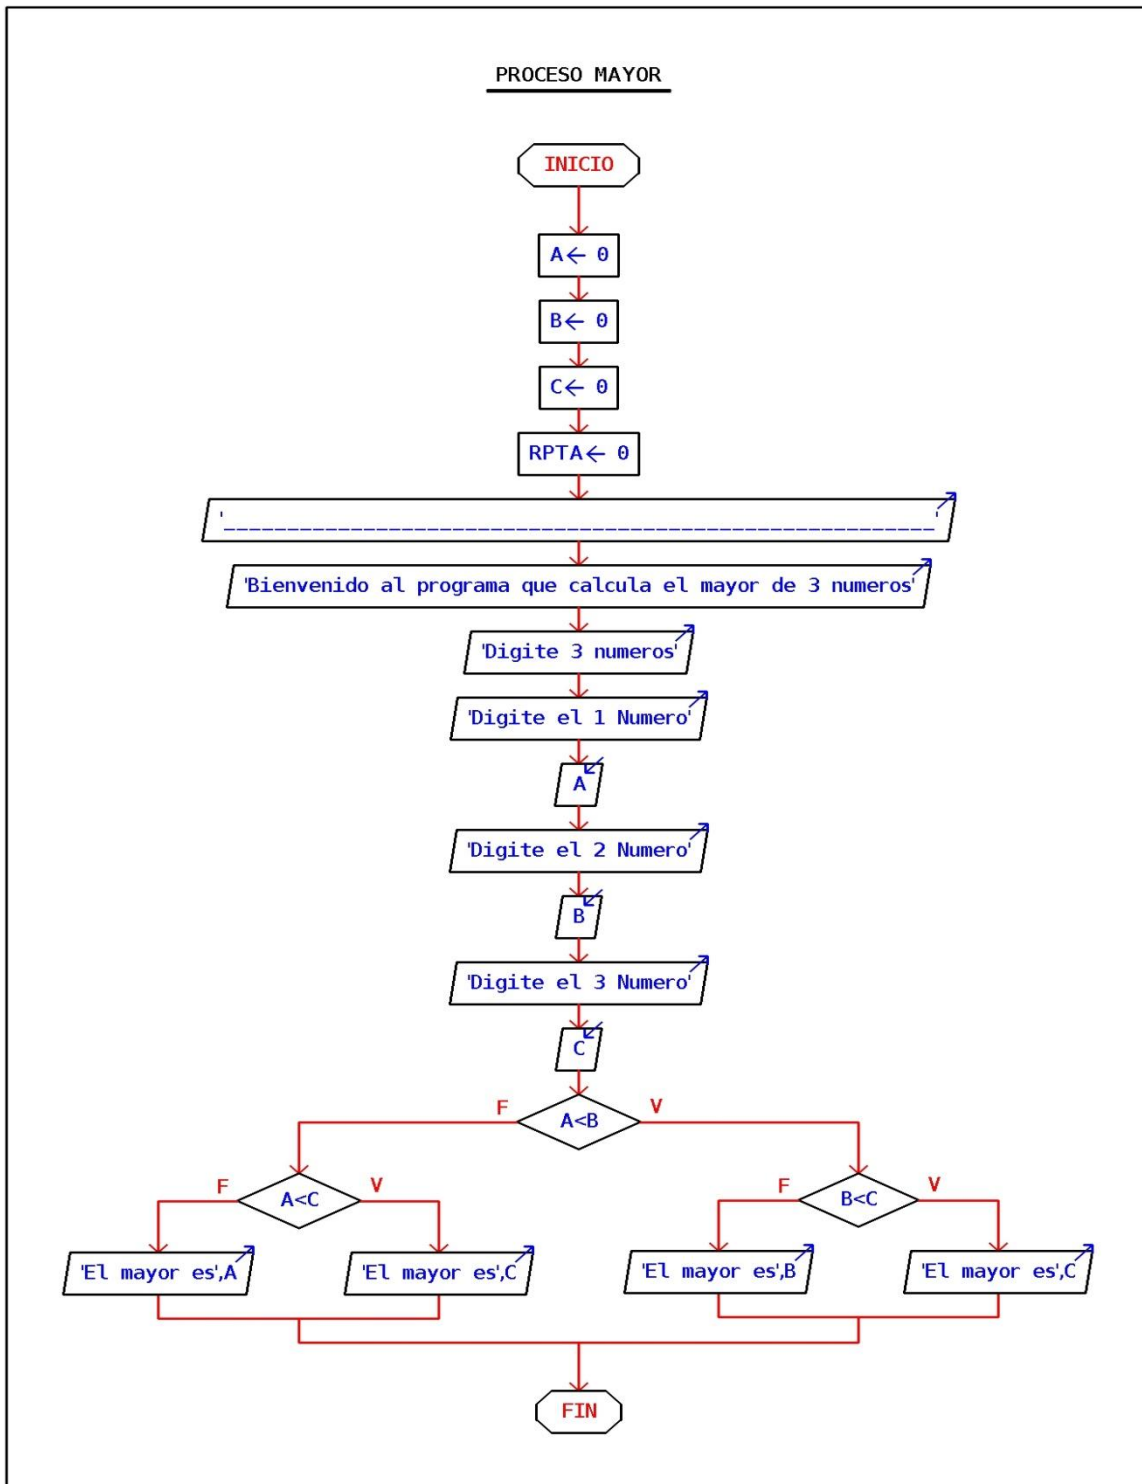 PROCESO MAYOR
INICIO
A← 0
B← 0
C← 0
RPTA← 0
'________________________________________________________'
'Bienvenido al programa que calcula el mayor de 3 numeros'
'Digite 3 numeros'
'Digite el 1 Numero'
A
'Digite el 2 Numero'
B
'Digite el 3 Numero'
C
F A<B V
F A<C V F B<C V
'El mayor es',A 'El mayor es',C 'El mayor es',B 'El mayor es',C
FIN